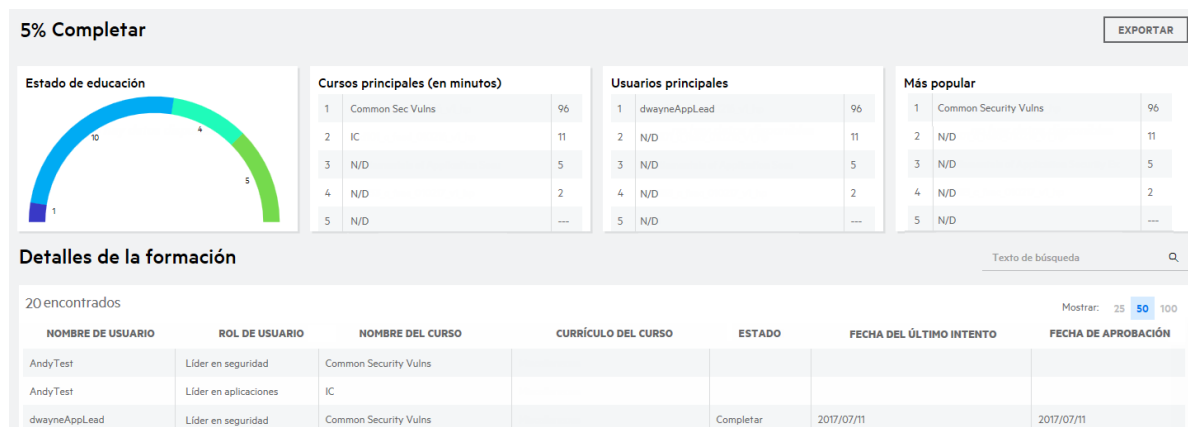 5% Completar
EXPORTAR
Estado de educación
10
4
5
1
Cursos principales (en minutos)
1 Common Sec Vulns 96
2 IC 11
3 N/D 5
4 N/D 2
5 N/D ---
Usuarios principales
1 dwayneAppLead 96
2 N/D 11
3 N/D 5
4 N/D 2
5 N/D ---
Más popular
1 Common Security Vulns 96
2 N/D 11
3 N/D 5
4 N/D 2
5 N/D ---
Detalles de la formación
Texto de búsqueda
20 encontrados
Mostrar: 25 50 100
NOMBRE DE USUARIO ROL DE USUARIO NOMBRE DEL CURSO CURRÍCULO DEL CURSO ESTADO FECHA DEL ÚLTIMO INTENTO FECHA DE APROBACIÓN
AndyTest Líder en seguridad Common Security Vulns
AndyTest Líder en aplicaciones IC
dwayneAppLead Líder en seguridad Common Security Vulns Completar 2017/07/11 2017/07/11